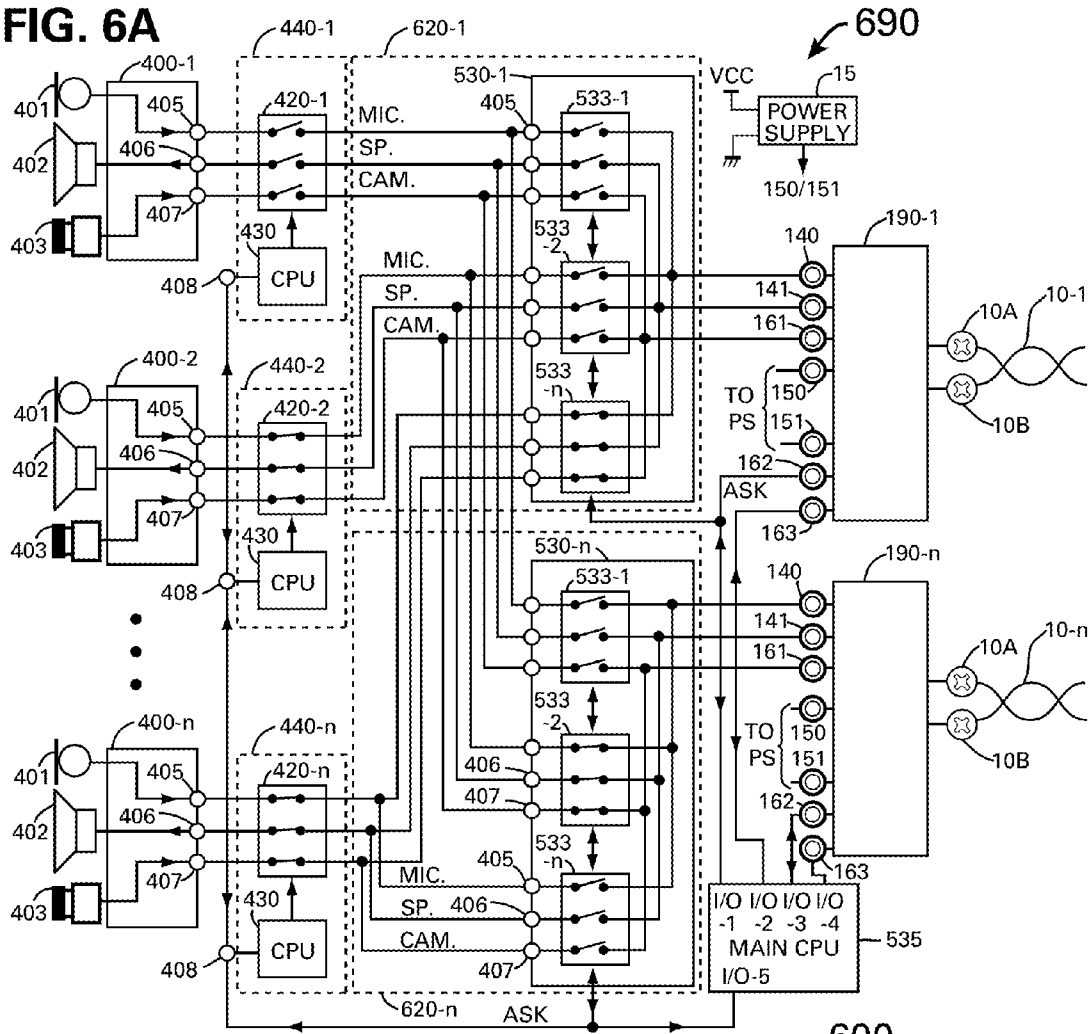 FIG. 6A
440-1
620-1
690
400-1
530-1
VCC
15
401
405
420-1
MIC.
405
533-1
POWER
SUPPLY
402
406
SP.
CAM.
150/151
403
407
430
533
-2
190-1
408
CPU
MIC.
140
SP.
141
10-1
CAM.
161
10A
400-2
440-2
533
-n
TO
PS
150
401
405
420-2
151
10B
402
406
162
ASK
407
430
163
403
CPU
530-n
190-n
408
533-1
140
141
10-n
161
10A
533
-2
TO
PS
150
400-n
440-n
151
10B
401
405
420-n
406
162
402
406
407
533
-n
163
407
MIC.
405
430
SP.
406
I/O I/O I/O I/O
-1 -2 -3 -4
403
CPU
CAM.
MAIN CPU
535
408
407
I/O-5
620-n
ASK